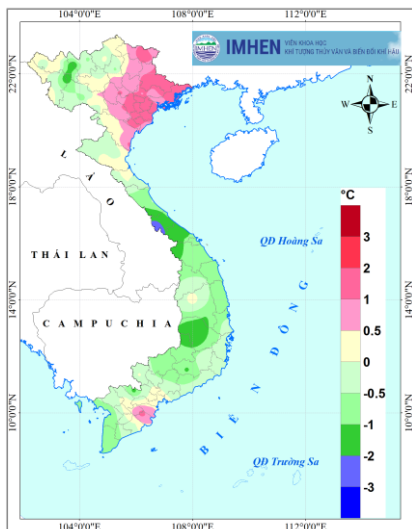 104°0'0"E 108°0'0"E 112°0'0"E
IMHEN
VIỆN KHOA HỌC
KHÍ TƯỢNG THỦY VĂN VÀ BIẾN ĐỔI KHÍ HẬU
22°0'0"N
N
W E
S
LÀO
18°0'0"N
°C
3
2
1
0.5
0
-0.5
-1
-2
-3
QĐ Hoàng Sa
THÁI LAN
14°0'0"N
CAMPUCHIA
BIỂN ĐÔNG
10°0'0"N
QĐ Trường Sa
104°0'0"E 108°0'0"E 112°0'0"E